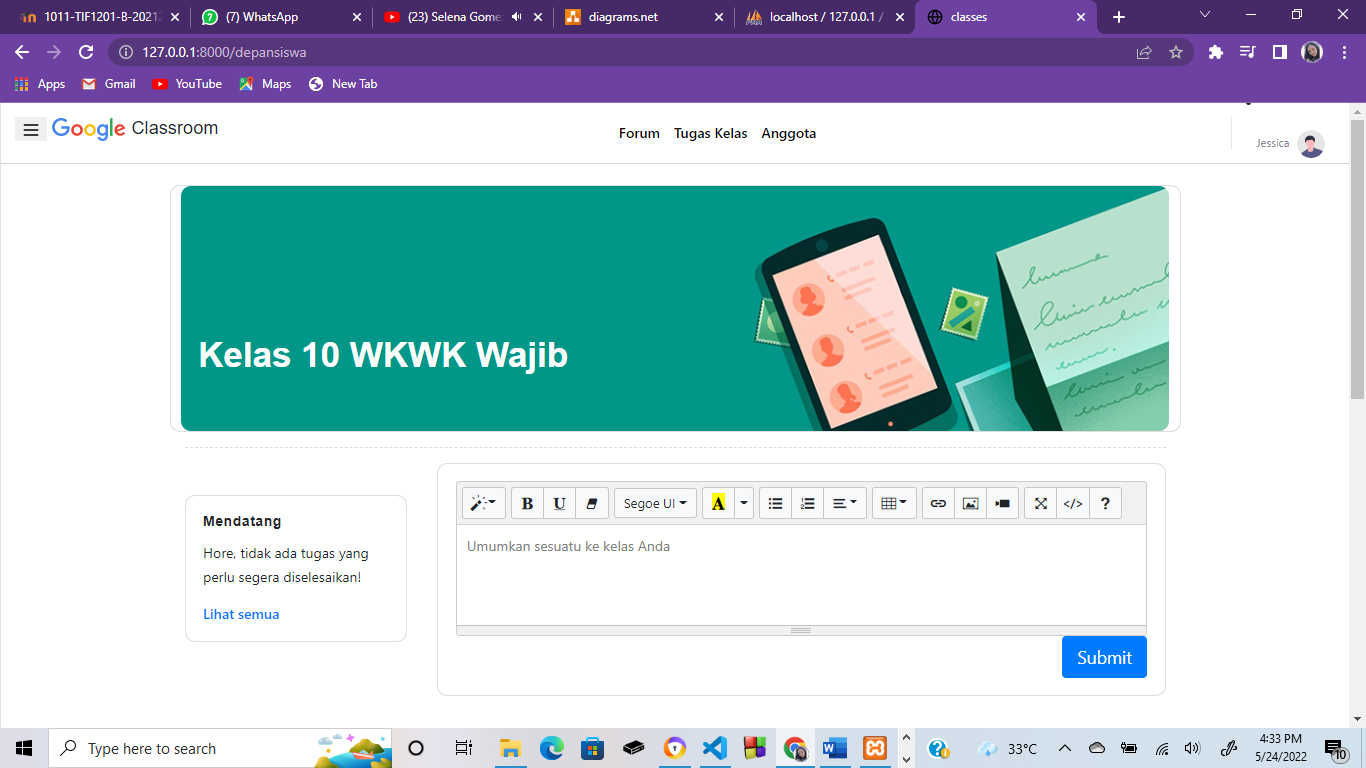 1011-TIF1201-B-2021
(7) WhatsApp
(23) Selena Gome
diagrams.net
localhost / 127.0.0.1 /
classes
127.0.0.1:8000/depansiswa
Apps
Gmail
YouTube
Maps
New Tab
Google Classroom
Forum
Tugas Kelas
Anggota
Jessica
Kelas 10 WKWK Wajib
Mendatang
Hore, tidak ada tugas yang
perlu segera diselesaikan!
Lihat semua
B U Segoe UI A </> ?
Umumkan sesuatu ke kelas Anda
Submit
Type here to search
33°C
4:33 PM
5/24/2022
10